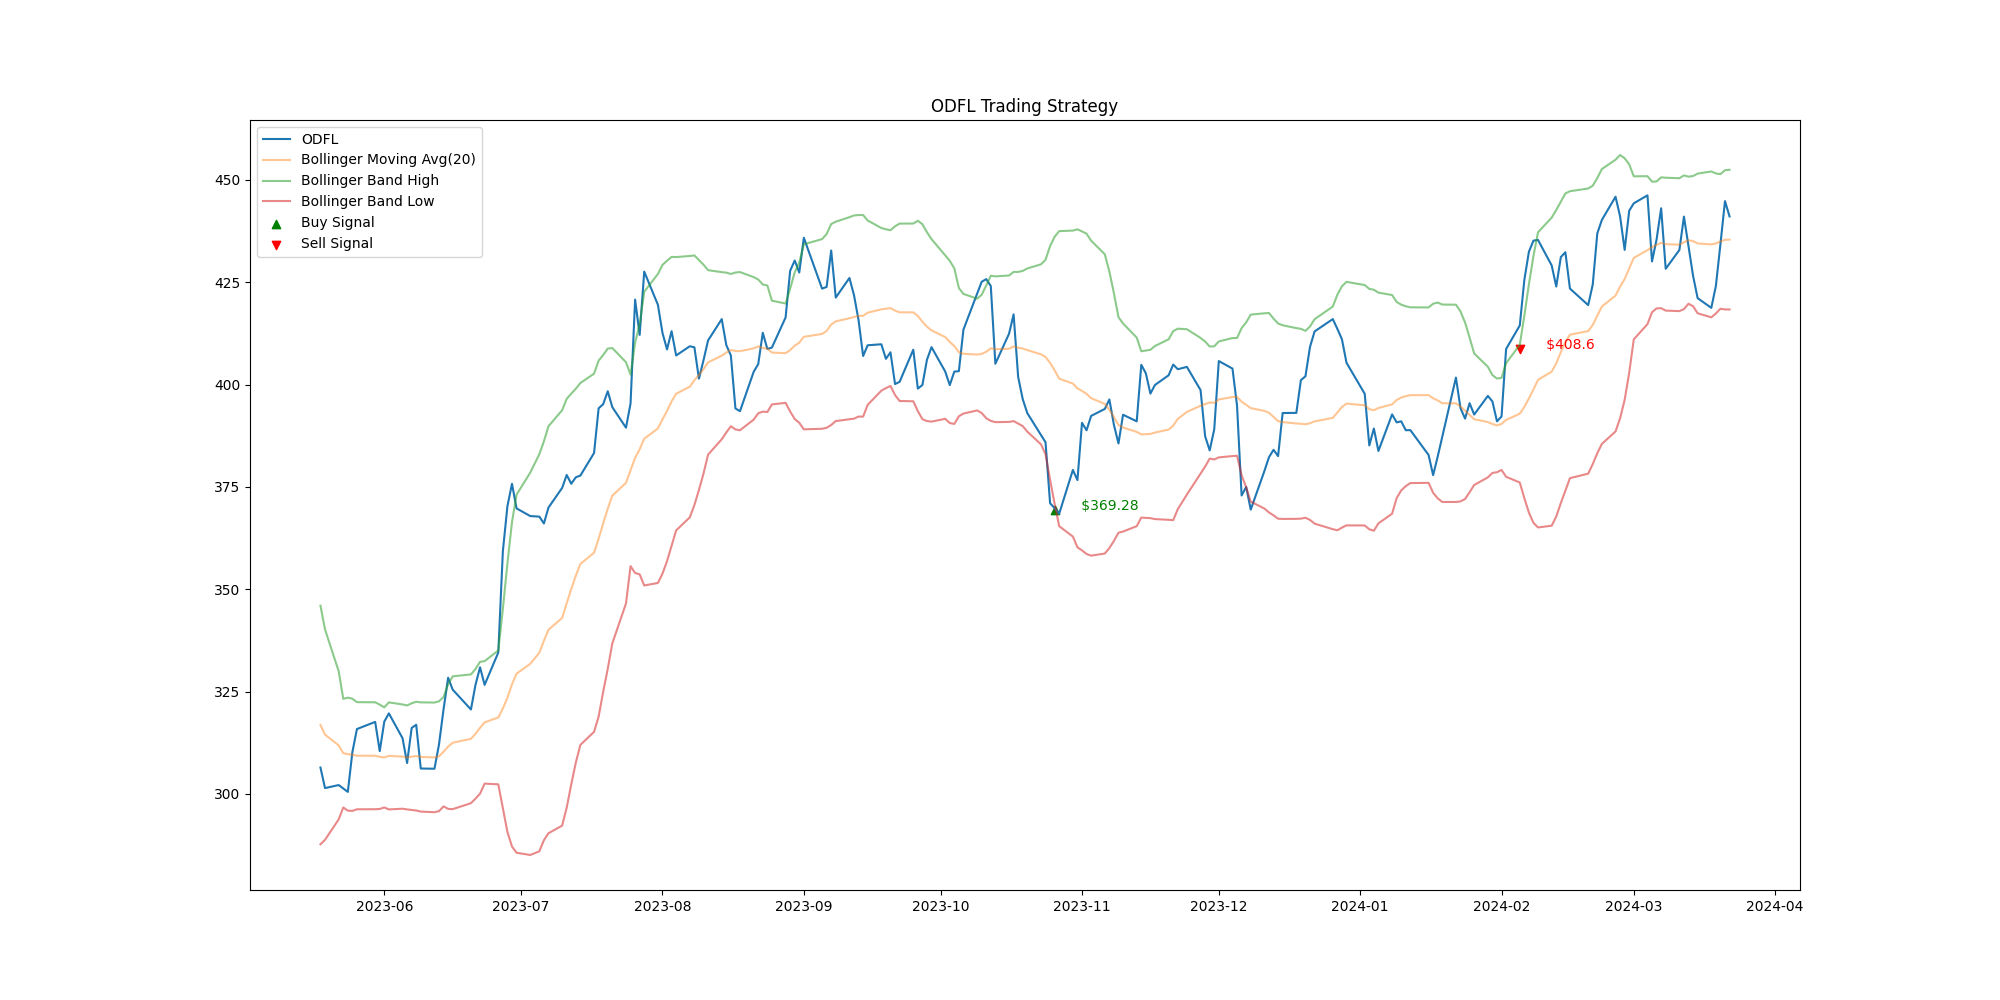 ODFL Trading Strategy
ODFL
Bollinger Moving Avg(20)
Bollinger Band High
Bollinger Band Low
Buy Signal
Sell Signal
450
425
400
375
350
325
300
$408.6
$369.28
2023-06 2023-07 2023-08 2023-09 2023-10 2023-11 2023-12 2024-01 2024-02 2024-03 2024-04